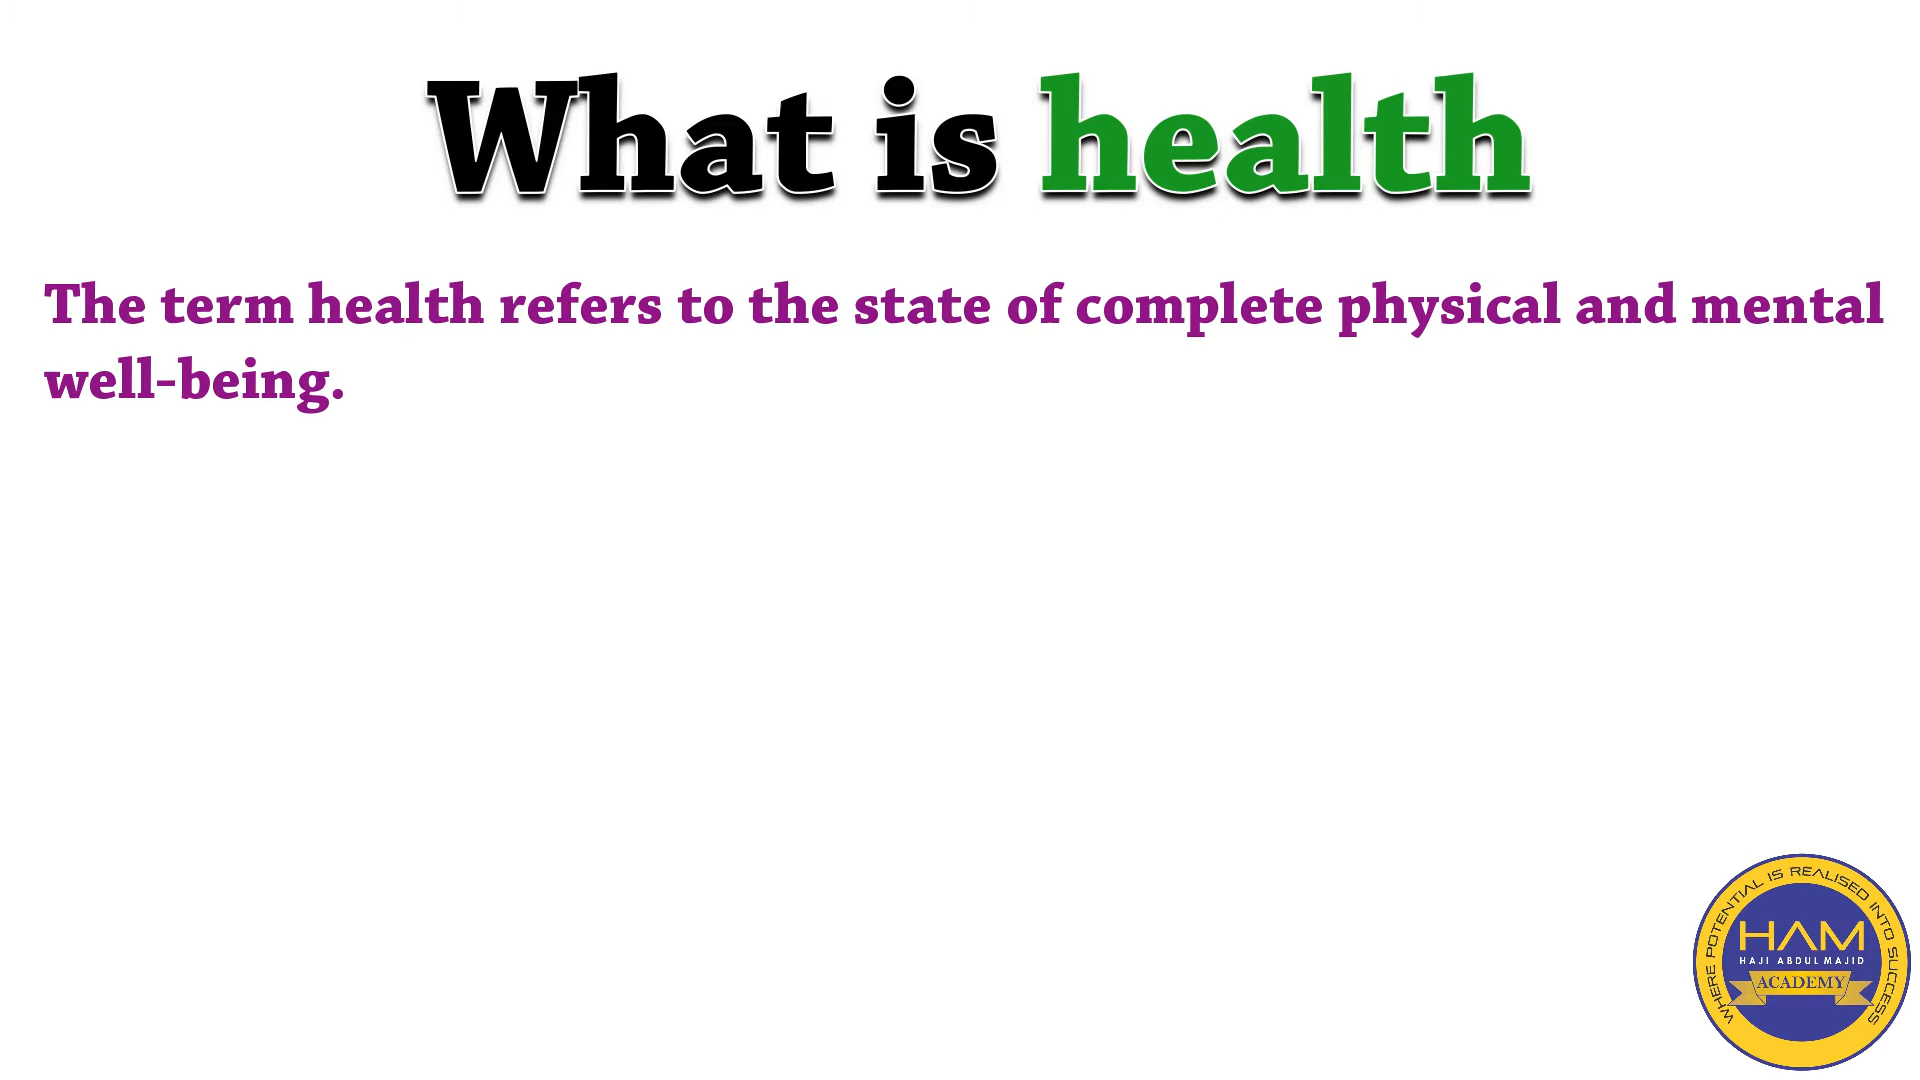 What is health
The term health refers to the state of complete physical and mental
well-being.
WHERE POTENTIAL IS REALISED INTO SUCCESS
HAM
HAJI ABDUL MAJID
ACADEMY